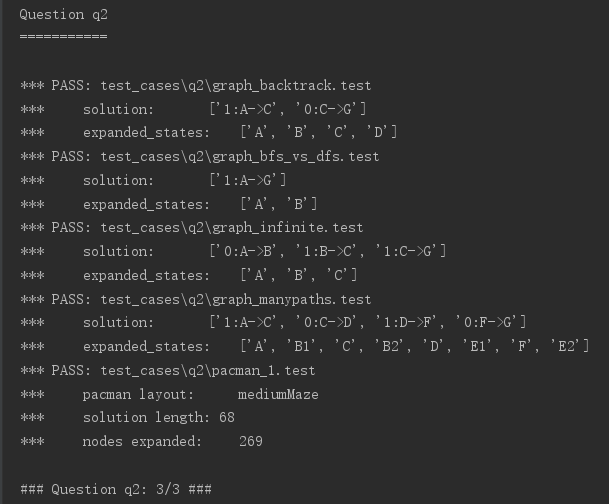 Question q2
===========
*** PASS: test_cases\q2\graph_backtrack.test
***     solution:       ['1:A->C', '0:C->G']
***     expanded_states:    ['A', 'B', 'C', 'D']
*** PASS: test_cases\q2\graph_bfs_vs_dfs.test
***     solution:       ['1:A->G']
***     expanded_states:    ['A', 'B']
*** PASS: test_cases\q2\graph_infinite.test
***     solution:       ['0:A->B', '1:B->C', '1:C->G']
***     expanded_states:    ['A', 'B', 'C']
*** PASS: test_cases\q2\graph_manypaths.test
***     solution:       ['1:A->C', '0:C->D', '1:D->F', '0:F->G']
***     expanded_states:    ['A', 'B1', 'C', 'B2', 'D', 'E1', 'F', 'E2']
*** PASS: test_cases\q2\pacman_1.test
***     pacman layout:      mediumMaze
***     solution length: 68
***     nodes expanded:     269
### Question q2: 3/3 ###